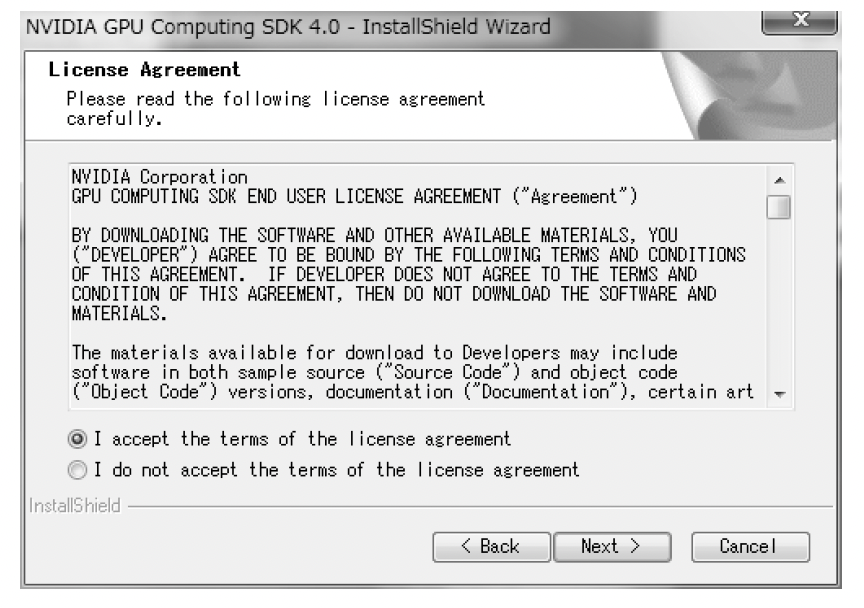 NVIDIA GPU Computing SDK 4.0 - InstallShield Wizard
X
License Agreement
Please read the following license agreement
carefully.
NVIDIA Corporation
GPU COMPUTING SDK END USER LICENSE AGREEMENT ("Agreement")
BY DOWNLOADING THE SOFTWARE AND OTHER AVAILABLE MATERIALS, YOU
("DEVELOPER") AGREE TO BE BOUND BY THE FOLLOWING TERMS AND CONDITIONS
OF THIS AGREEMENT.  IF DEVELOPER DOES NOT AGREE TO THE TERMS AND
CONDITION OF THIS AGREEMENT, THEN DO NOT DOWNLOAD THE SOFTWARE AND
MATERIALS.
The materials available for download to Developers may include
software in both sample source ("Source Code") and object code
("Object Code") versions, documentation ("Documentation"), certain art
I accept the terms of the license agreement
I do not accept the terms of the license agreement
InstallShield
< Back
Next >
Cancel